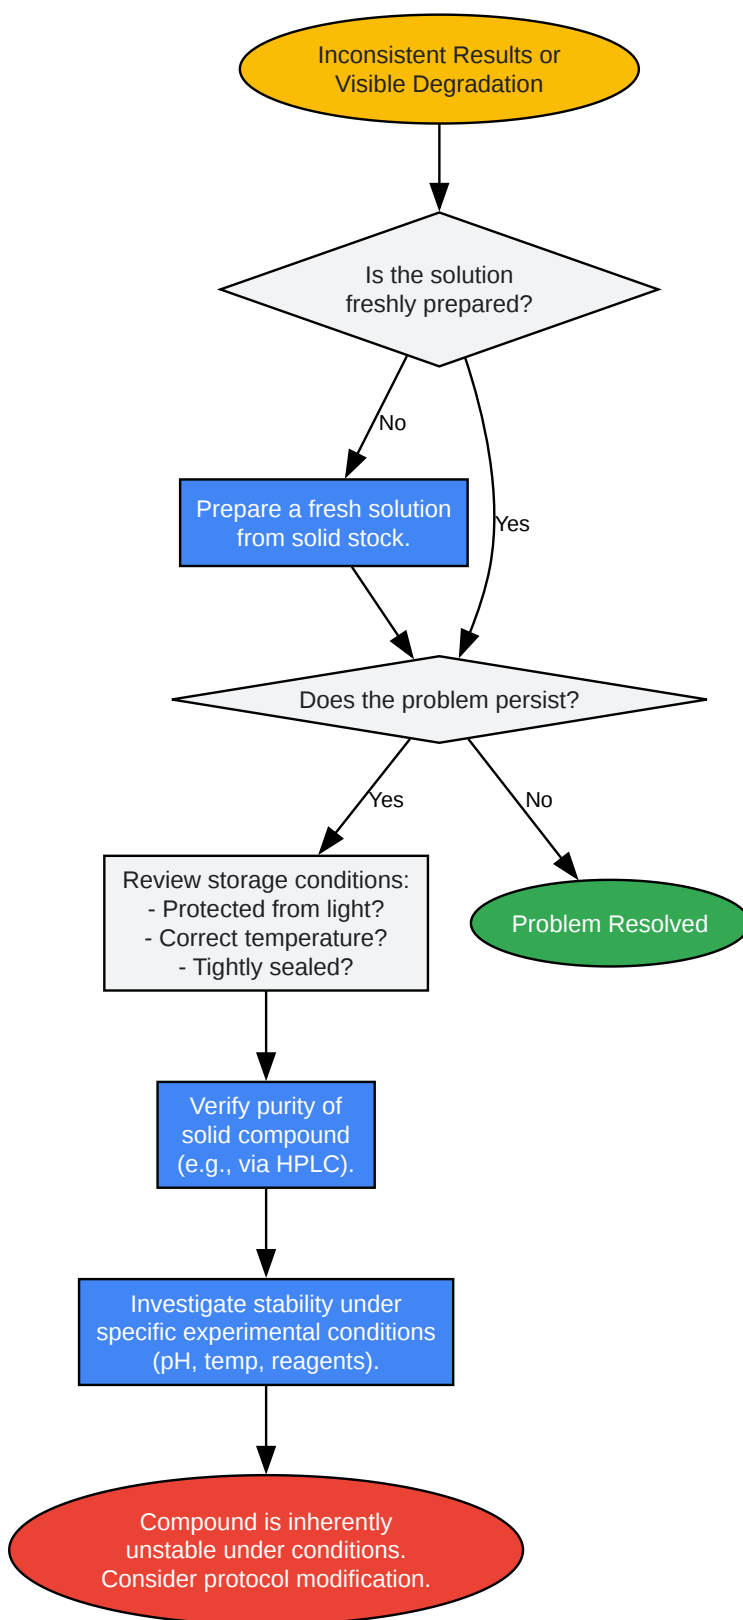 Inconsistent Results or
Visible Degradation
Is the solution
freshly prepared?
No
Prepare a fresh solution
from solid stock.
Yes
Does the problem persist?
Yes
No
Review storage conditions:
- Protected from light?
- Correct temperature?
- Tightly sealed?
Problem Resolved
Verify purity of
solid compound
(e.g., via HPLC).
Investigate stability under
specific experimental conditions
(pH, temp, reagents).
Compound is inherently
unstable under conditions.
Consider protocol modification.